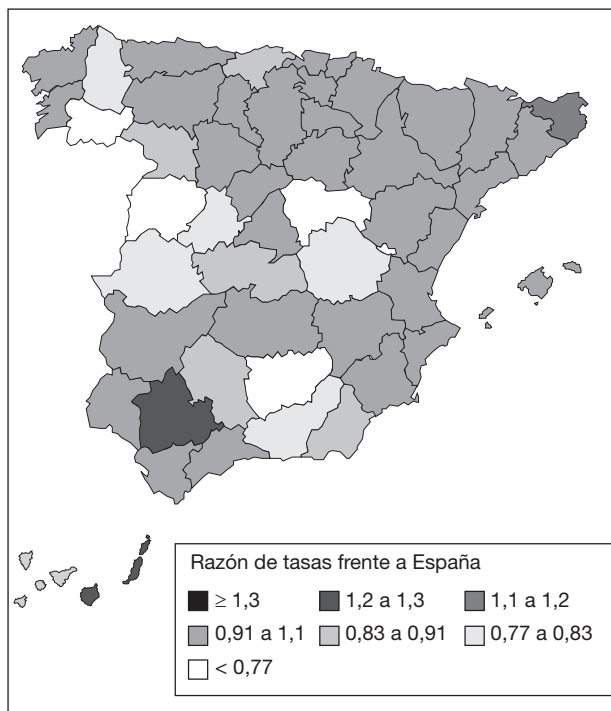 Razón de tasas frente a España
≥ 1,3 1,2 a 1,3 1,1 a 1,2
0,91 a 1,1 0,83 a 0,91 0,77 a 0,83
< 0,77